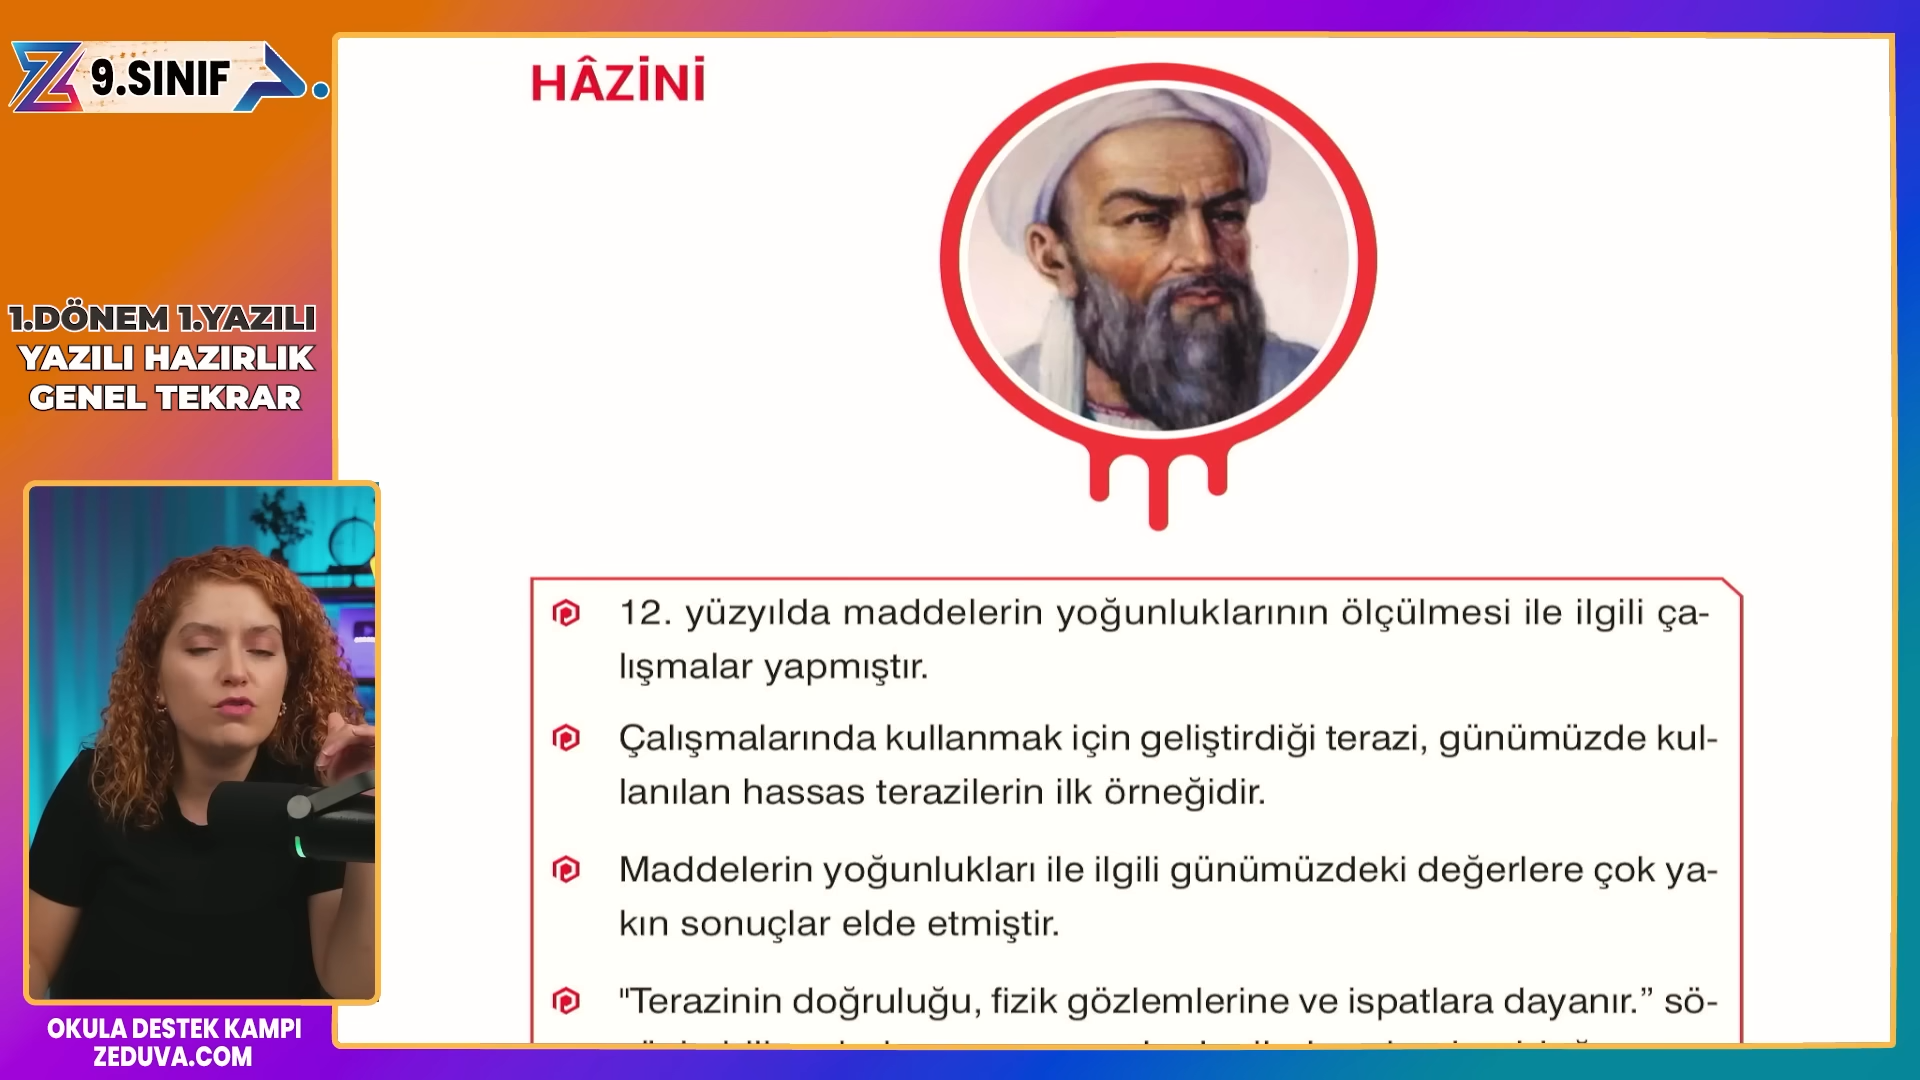 9.SINIF
1.DÖNEM 1.YAZILI
YAZILI HAZIRLIK
GENEL TEKRAR
HÂZİNİ
12. yüzyılda maddelerin yoğunluklarının ölçülmesi ile ilgili ça-
lışmalar yapmıştır.
Çalışmalarında kullanmak için geliştirdiği terazi, günümüzde kul-
lanılan hassas terazilerin ilk örneğidir.
Maddelerin yoğunlukları ile ilgili günümüzdeki değerlere çok ya-
kın sonuçlar elde etmiştir.
"Terazinin doğruluğu, fizik gözlemlerine ve ispatlara dayanır.” sö-
OKULA DESTEK KAMPI
ZEDUVA.COM